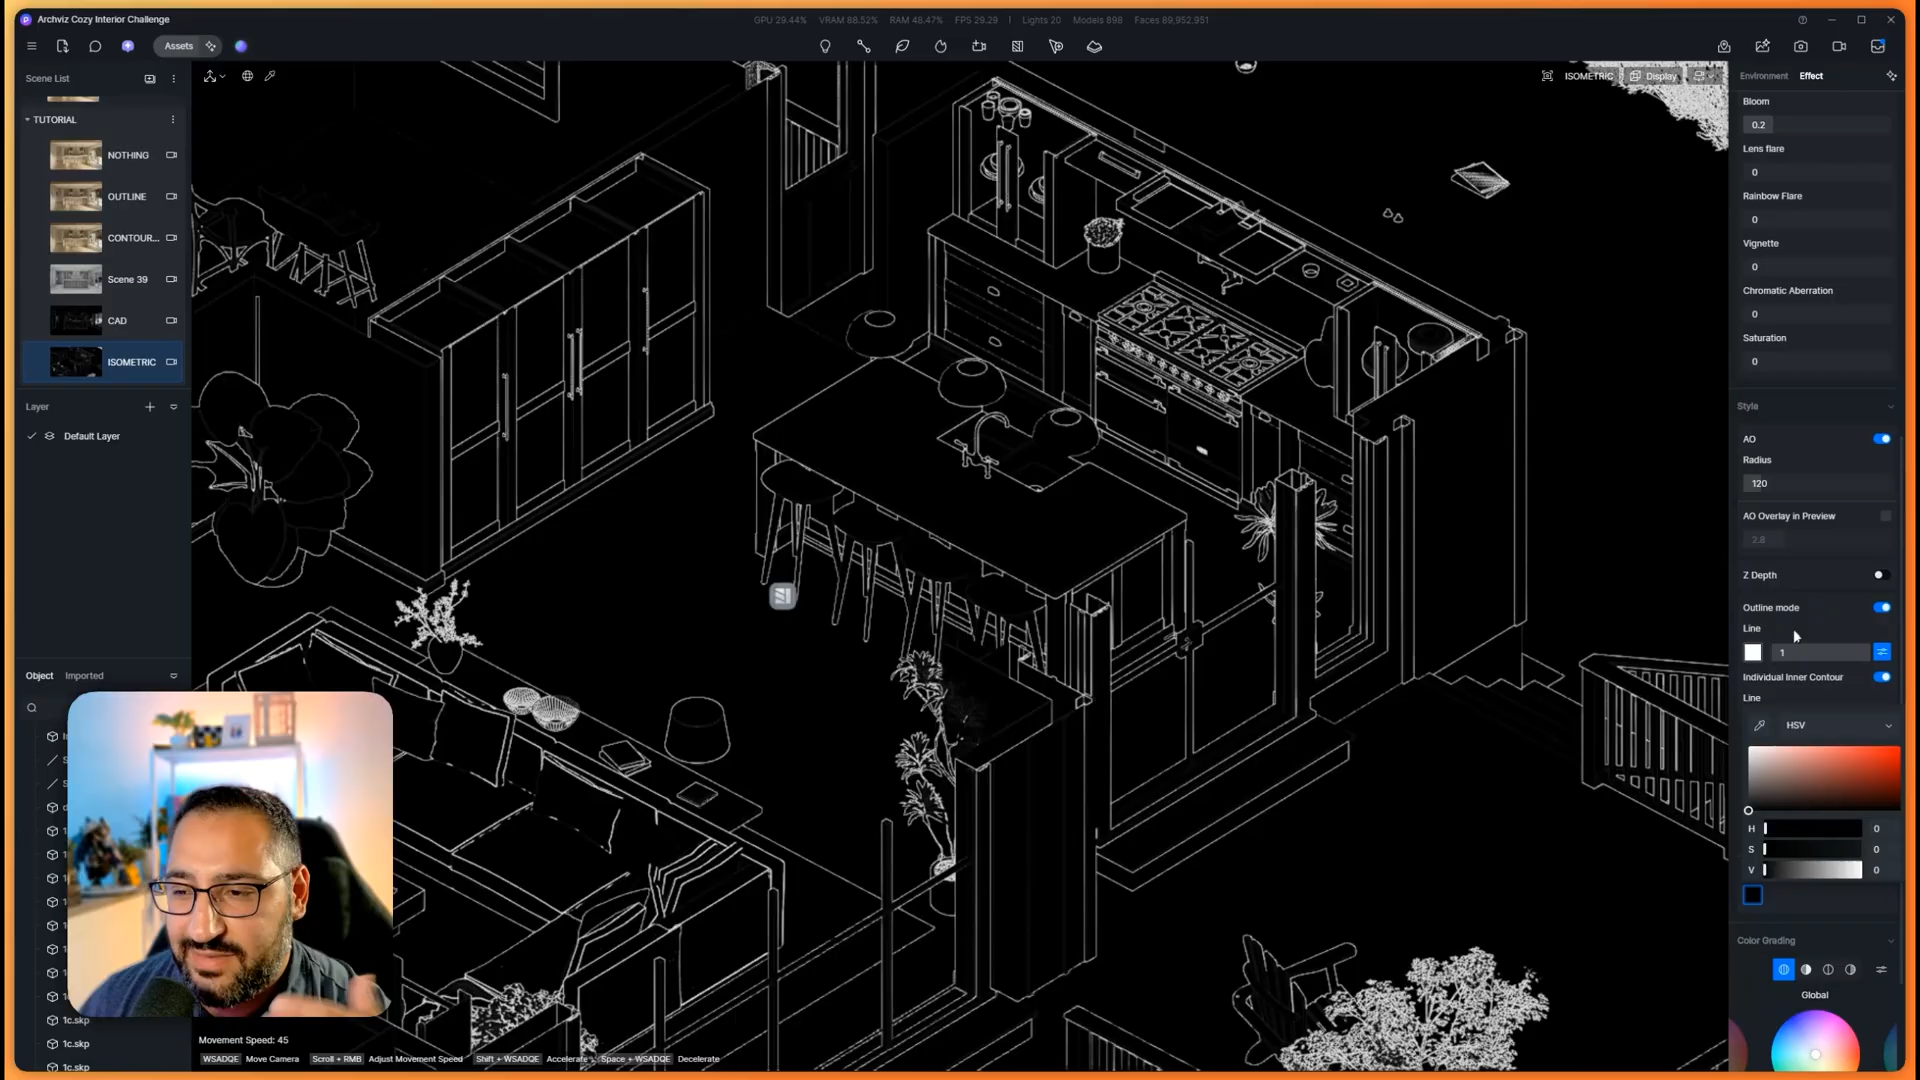 Archviz Cozy Interior Challenge
GPU 29.44% VRAM 88.52% RAM 48.47% FPS 29.29 | Lights 20 Models 898 Faces 89,952,951
Assets
Scene List
TUTORIAL
NOTHING
OUTLINE
CONTOUR...
Scene 39
CAD
ISOMETRIC
Layer
Default Layer
Object Imported
1c.skp
1c.skp
1c.skp
ISOMETRIC Display
Movement Speed: 45
WSADQE Move Camera Scroll + RMB Adjust Movement Speed Shift + WSADQE Accelerate Space + WSADQE Decelerate
Environment Effect
Bloom
0.2
Lens flare
0
Rainbow Flare
0
Vignette
0
Chromatic Aberration
0
Saturation
0
Style
AO
Radius
120
AO Overlay in Preview
2.8
Z Depth
Outline mode
Line
1
Individual Inner Contour
Line
HSV
H 0
S 0
V 0
Color Grading
Global